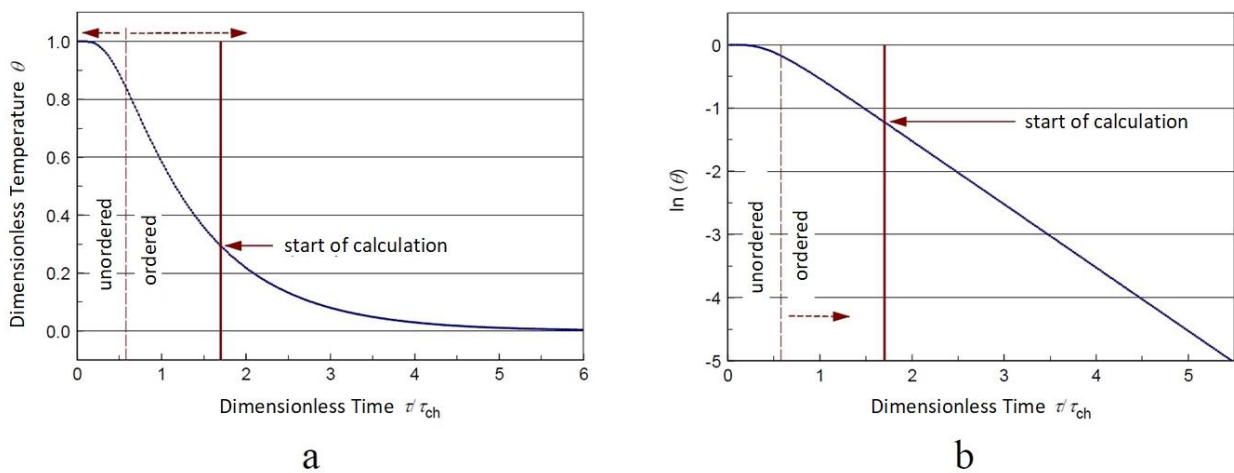 1.0
0.8
0.6
0.4
0.2
0.0
Dimensionless Temperature θ
unordered
ordered
start of calculation
0 1 2 3 4 5 6
Dimensionless Time τ/τch
a
0
-1
-2
-3
-4
-5
ln (θ)
unordered
ordered
start of calculation
0 1 2 3 4 5
Dimensionless Time τ/τch
b